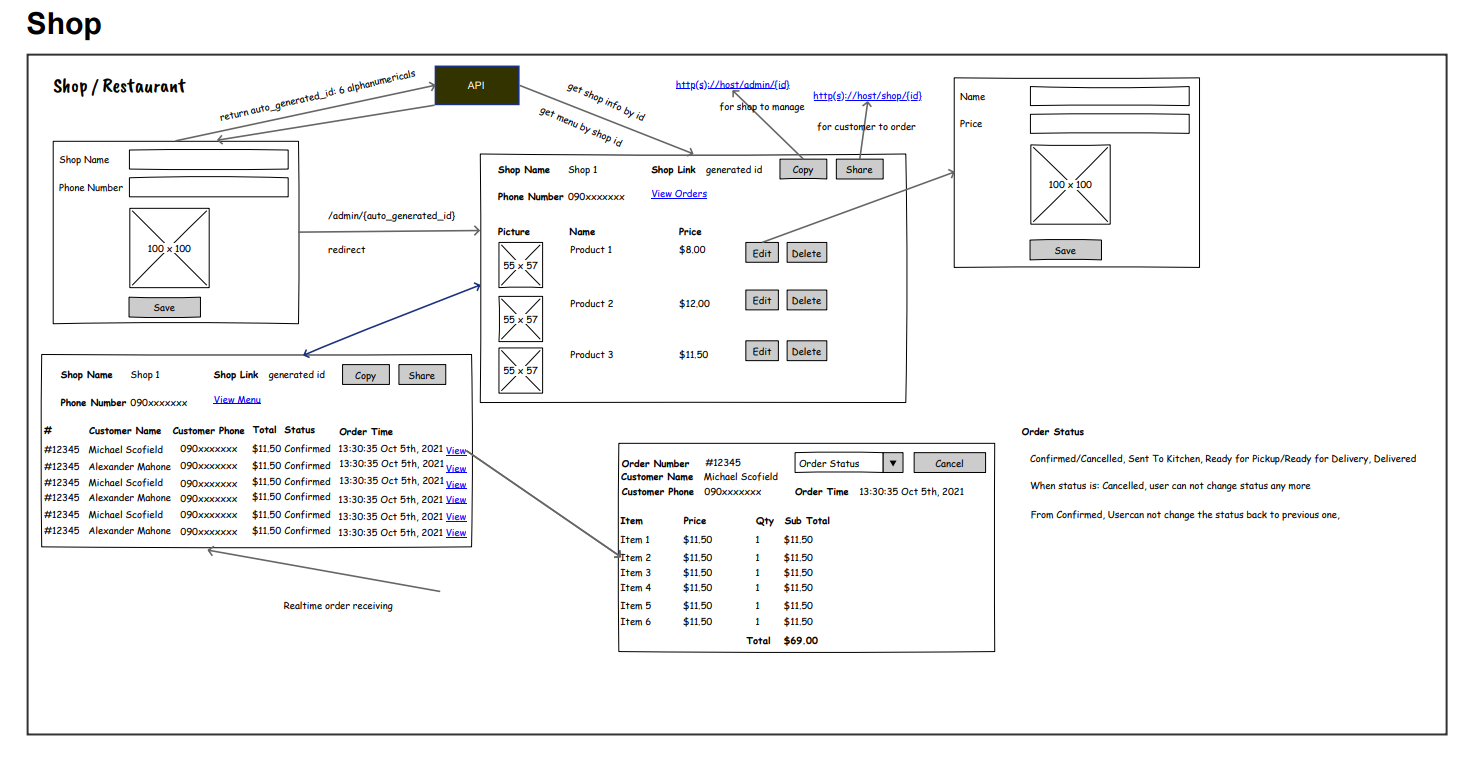 Shop
Shop / Restaurant
return auto_generated_id: 6 alphanumericals
API
get shop info by id
get menu by shop id
http(s)://host/admin/{id}
for shop to manage
http(s)://host/shop/{id}
for customer to order
Shop Name
Phone Number
100 x 100
Save
/admin/{auto_generated_id}
redirect
Shop Name Shop 1 Shop Link generated id Copy Share
Phone Number 090xxxxxxx View Orders
Picture Name Price
55 x 57 Product 1 $8.00 Edit Delete
55 x 57 Product 2 $12.00 Edit Delete
55 x 57 Product 3 $11.50 Edit Delete
Name
Price
100 x 100
Save
Shop Name Shop 1 Shop Link generated id Copy Share
Phone Number 090xxxxxxx View Menu
# Customer Name Customer Phone Total Status Order Time
#12345 Michael Scofield 090xxxxxxx $11.50 Confirmed 13:30:35 Oct 5th, 2021 View
#12345 Alexander Mahone 090xxxxxxx $11.50 Confirmed 13:30:35 Oct 5th, 2021 View
#12345 Michael Scofield 090xxxxxxx $11.50 Confirmed 13:30:35 Oct 5th, 2021 View
#12345 Alexander Mahone 090xxxxxxx $11.50 Confirmed 13:30:35 Oct 5th, 2021 View
#12345 Michael Scofield 090xxxxxxx $11.50 Confirmed 13:30:35 Oct 5th, 2021 View
#12345 Alexander Mahone 090xxxxxxx $11.50 Confirmed 13:30:35 Oct 5th, 2021 View
Realtime order receiving
Order Number #12345 Order Status Cancel
Customer Name Michael Scofield
Customer Phone 090xxxxxxx Order Time 13:30:35 Oct 5th, 2021
Item Price Qty Sub Total
Item 1 $11.50 1 $11.50
Item 2 $11.50 1 $11.50
Item 3 $11.50 1 $11.50
Item 4 $11.50 1 $11.50
Item 5 $11.50 1 $11.50
Item 6 $11.50 1 $11.50
Total $69.00
Order Status
Confirmed/Cancelled, Sent To Kitchen, Ready for Pickup/Ready for Delivery, Delivered
When status is: Cancelled, user can not change status any more
From Confirmed, Usercan not change the status back to previous one,